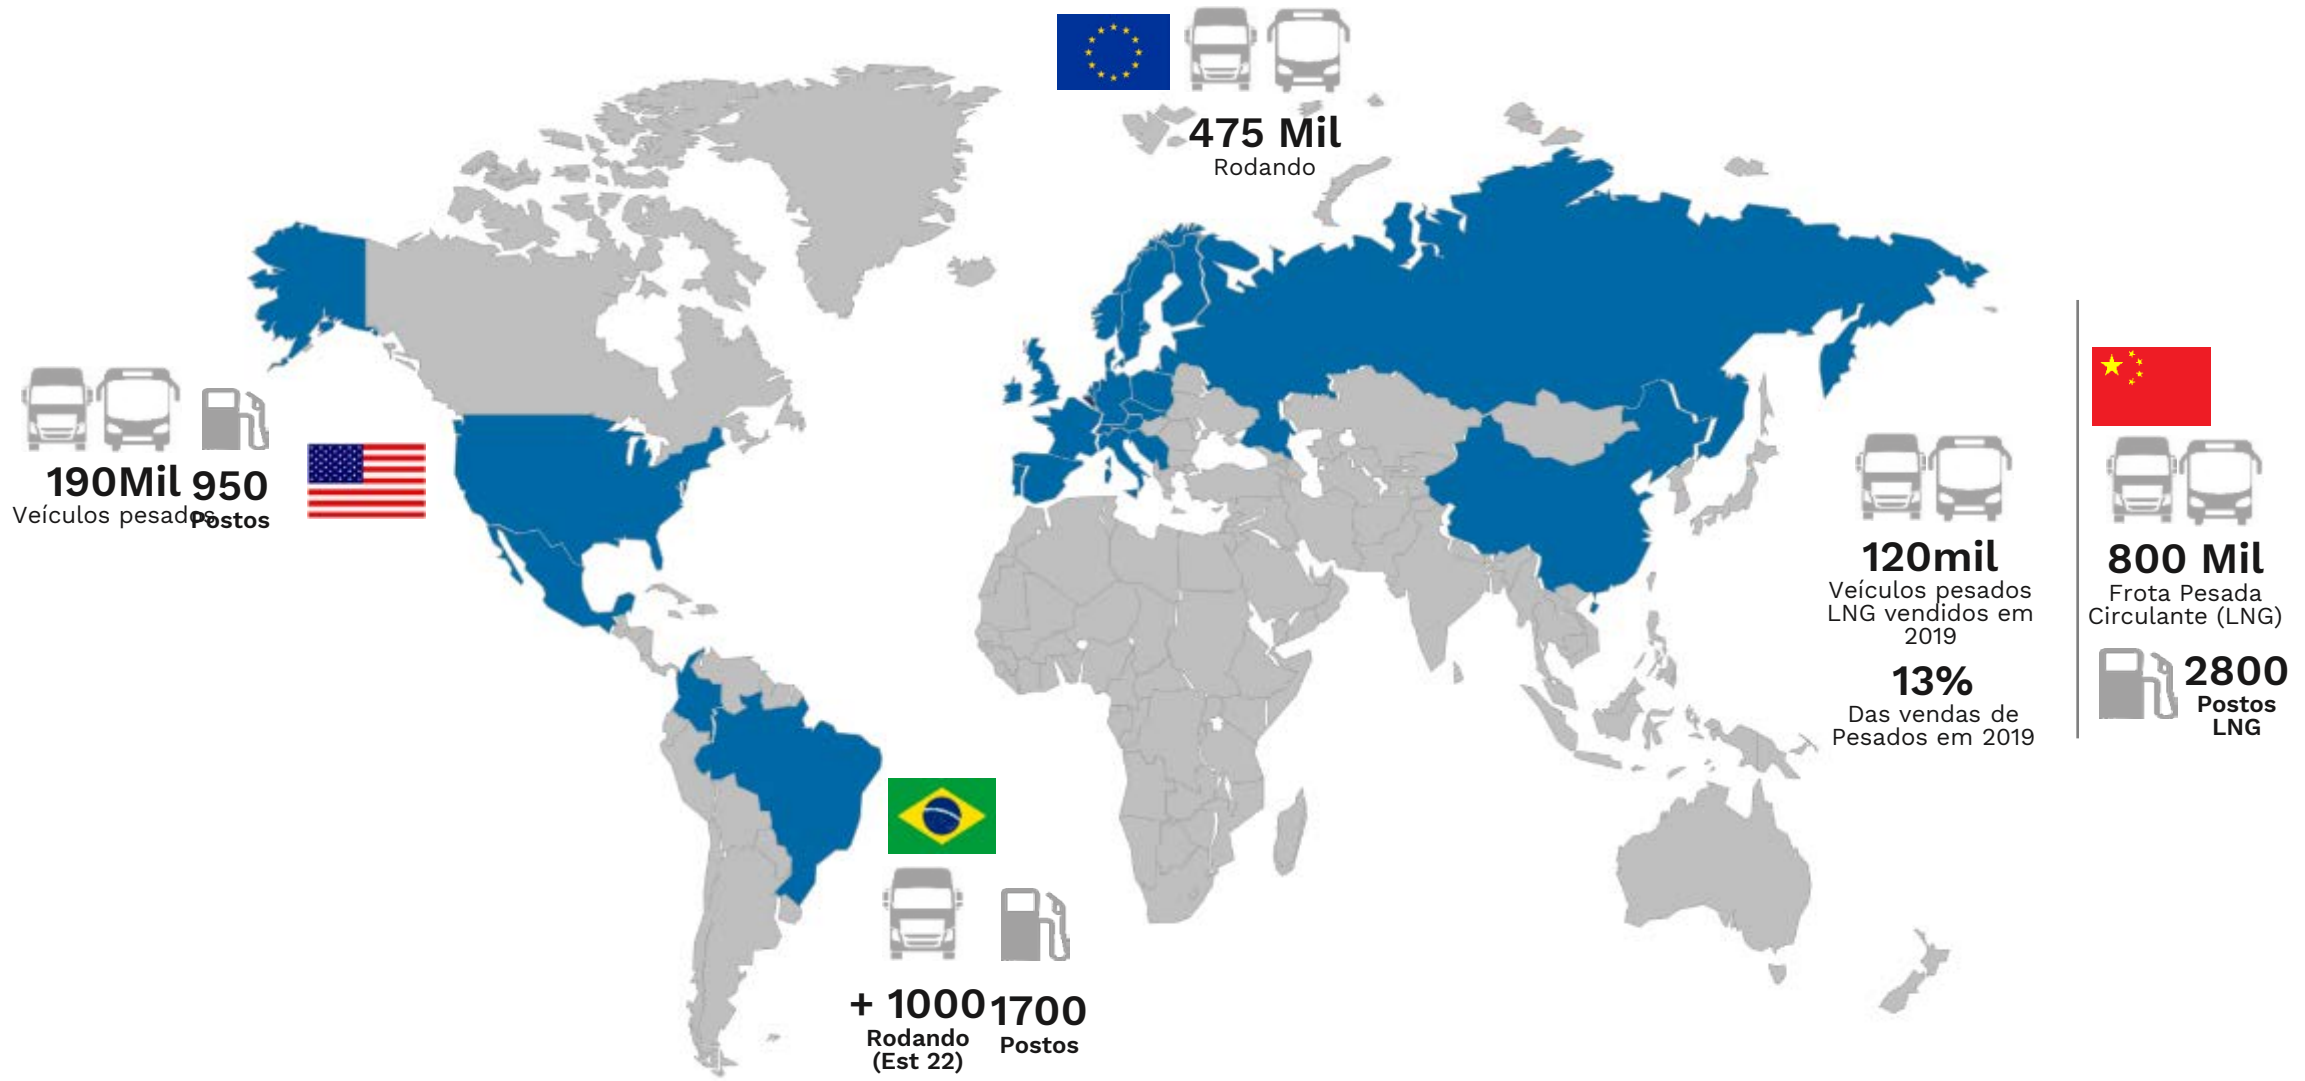 475 Mil
Rodando
190Mil
Veículos pesados
950
Postos
120mil
Veículos pesados
LNG vendidos em
2019
13%
Das vendas de
Pesados em 2019
800 Mil
Frota Pesada
Circulante (LNG)
2800
Postos
LNG
+ 1000
Rodando
(Est 22)
1700
Postos